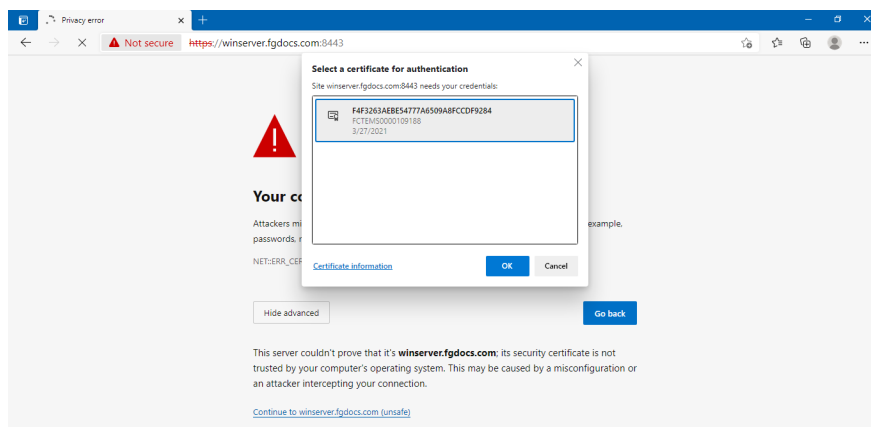 Privacy error
Not secure https://winserver.fgdocs.com:8443
Select a certificate for authentication
Site winserver.fgdocs.com:8443 needs your credentials:
F4F3263AEBE54777A6509A8FCCDF9284
FCTEMS0000109188
3/27/2021
Your co
Attackers mi
example,
passwords, r
NET::ERR_CER
Certificate information
OK
Cancel
Hide advanced
Go back
This server couldn't prove that it's winserver.fgdocs.com; its security certificate is not
trusted by your computer's operating system. This may be caused by a misconfiguration or
an attacker intercepting your connection.
Continue to winserver.fgdocs.com (unsafe)